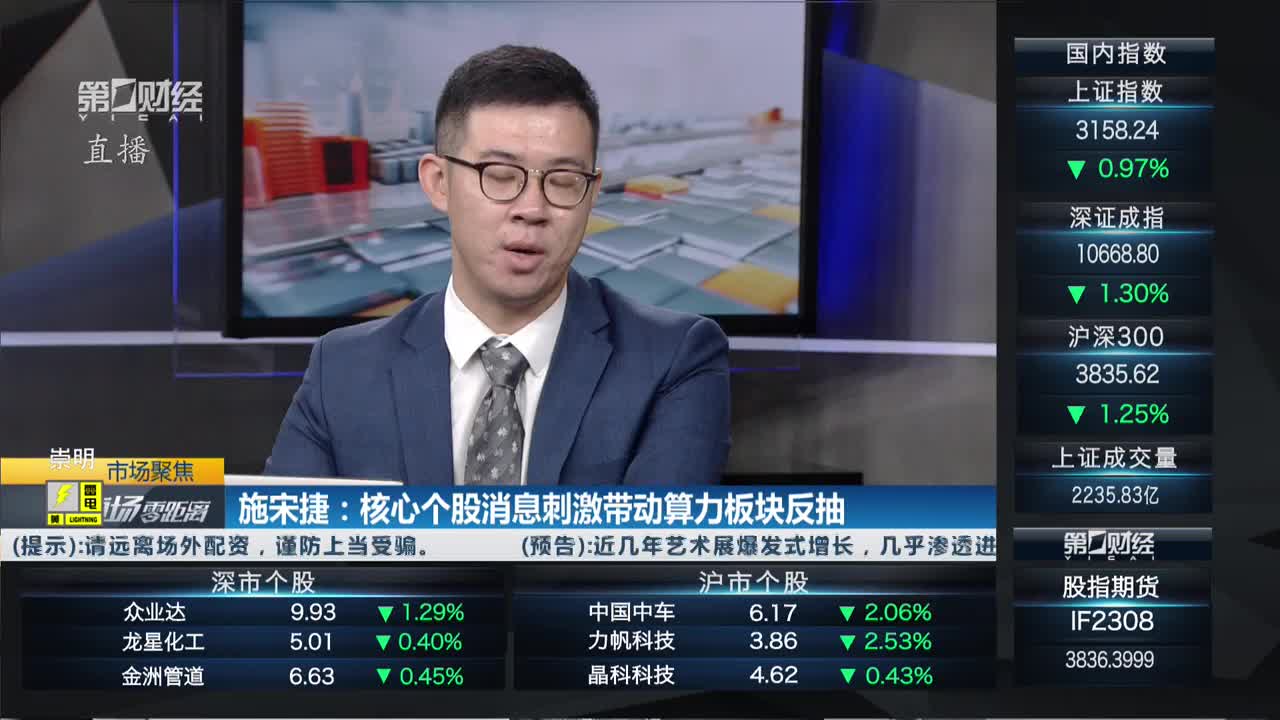 第一财经
YICAI
直播
国内指数
上证指数
3158.24
▼ 0.97%
深证成指
10668.80
▼ 1.30%
沪深300
3835.62
▼ 1.25%
上证成交量
2235.83亿
第一财经
YICAI
股指期货
IF2308
3836.3999
崇明
市场聚焦
雷电
黄 LIGHTNING
市场零距离
施宋捷：核心个股消息刺激带动算力板块反抽
(提示):请远离场外配资，谨防上当受骗。 (预告):近几年艺术展爆发式增长，几乎渗透进
深市个股
众业达 9.93 ▼ 1.29%
龙星化工 5.01 ▼ 0.40%
金洲管道 6.63 ▼ 0.45%
沪市个股
中国中车 6.17 ▼ 2.06%
力帆科技 3.86 ▼ 2.53%
晶科科技 4.62 ▼ 0.43%